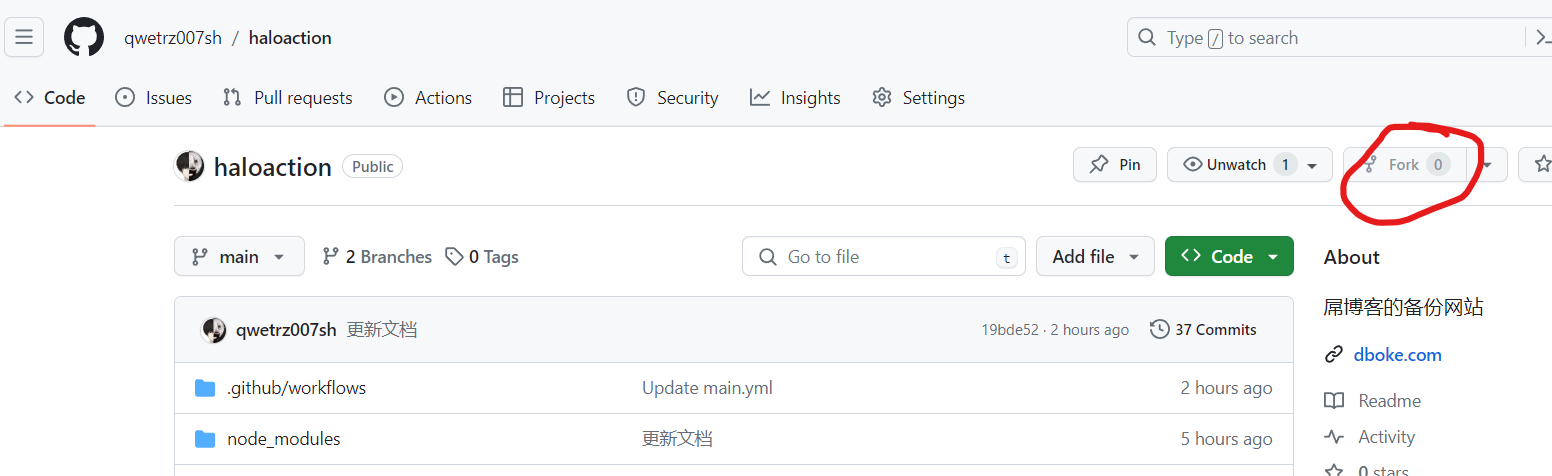 qwetrz007sh / haloaction
Type / to search
Code Issues Pull requests Actions Projects Security Insights Settings
haloaction Public
Pin Unwatch 1 Fork 0
main 2 Branches 0 Tags Go to file t Add file Code
About
屌博客的备份网站
qwetrz007sh 更新文档 19bde52 · 2 hours ago 37 Commits
dboke.com
.github/workflows Update main.yml 2 hours ago
Readme
node_modules 更新文档 5 hours ago
Activity
0 stars